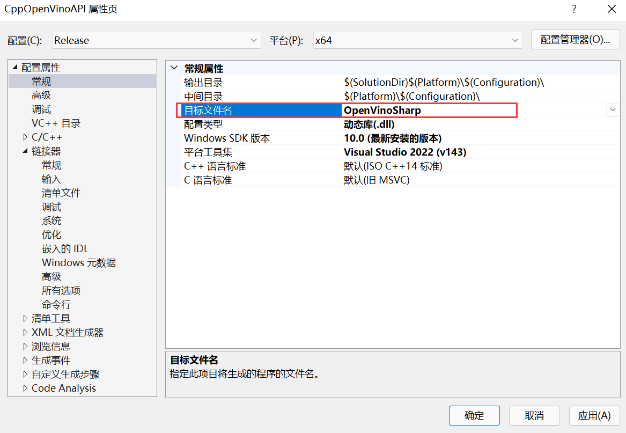 CppOpenVinoAPI 属性页
配置(C): Release 平台(P): x64 配置管理器(O)...
配置属性
常规
高级
调试
VC++ 目录
C/C++
链接器
常规
输入
清单文件
调试
系统
优化
嵌入的 IDL
Windows 元数据
高级
所有选项
命令行
清单工具
XML 文档生成器
浏览信息
生成事件
自定义生成步骤
Code Analysis
常规属性
输出目录 $(SolutionDir)$(Platform)\$(Configuration)\
中间目录 $(Platform)\$(Configuration)\
目标文件名 OpenVinoSharp
配置类型 动态库(.dll)
Windows SDK 版本 10.0 (最新安装的版本)
平台工具集 Visual Studio 2022 (v143)
C++ 语言标准 默认(ISO C++14 标准)
C 语言标准 默认(旧 MSVC)
目标文件名
指定此项目将生成的程序的文件名。
确定 取消 应用(A)